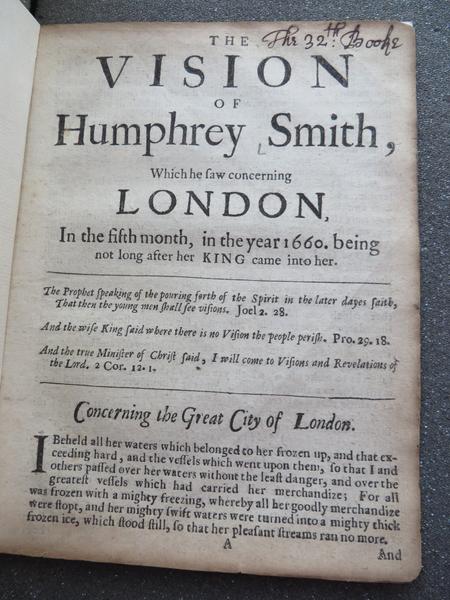 The 32th: Booke
THE
VISION
OF
Humphrey Smith,
Which he ſaw concerning
LONDON,
In the fifth month, in the year 1660. being
not long after her KING came into her.
The Prophet ſpeaking of the pouring forth of the Spirit in the later dayes ſaith,
That then the young men ſhall ſee viſions. Joel 2. 28.
And the wiſe King ſaid where there is no Viſion the people periſh. Pro. 29. 18.
And the true Miniſter of Chriſt ſaid, I will come to Viſions and Revelations of
the Lord. 2 Cor. 12. 1.
Concerning the Great City of London.
I Beheld all her waters which belonged to her frozen up, and that ex-
ceeding hard, and the veſſels which went upon them, ſo that I and
others paſſed over her waters without the leaſt danger, and over the
greateſt veſſels which had carried her merchandize; For all
was frozen with a mighty freezing, whereby all her goodly merchandize
were ſtopt, and her mighty ſwift waters were turned into a mighty thick
frozen ice, which ſtood ſtill, ſo that her pleaſant ſtreams ran no more.
A
And